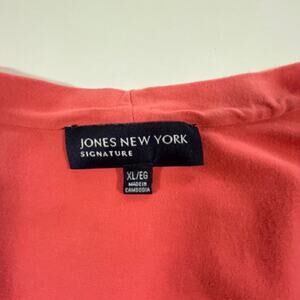 JONES NEW YORK
SIGNATURE
XL/EG
MADE IN
CAMBODIA